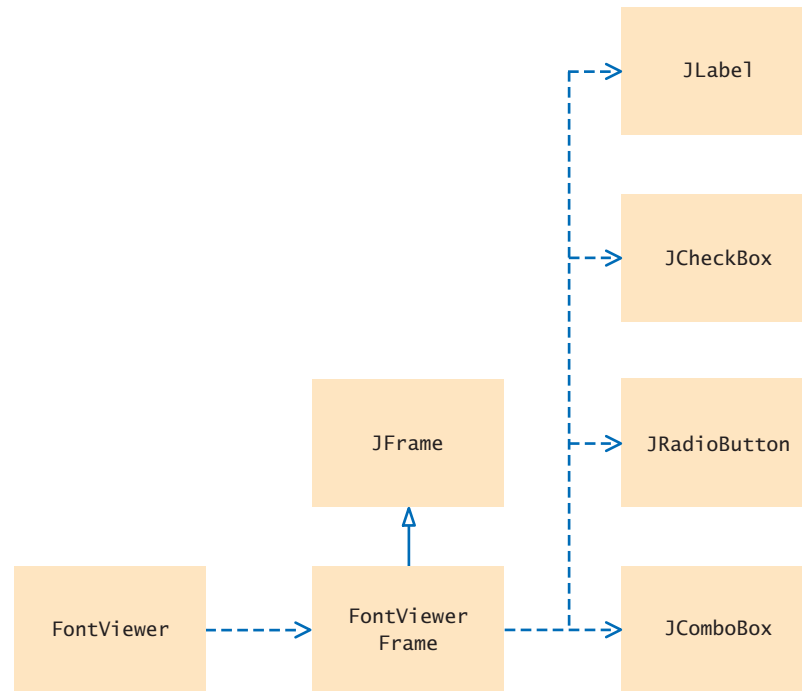 JLabel
JCheckBox
JRadioButton
JFrame
FontViewer
FontViewer
Frame
JComboBox